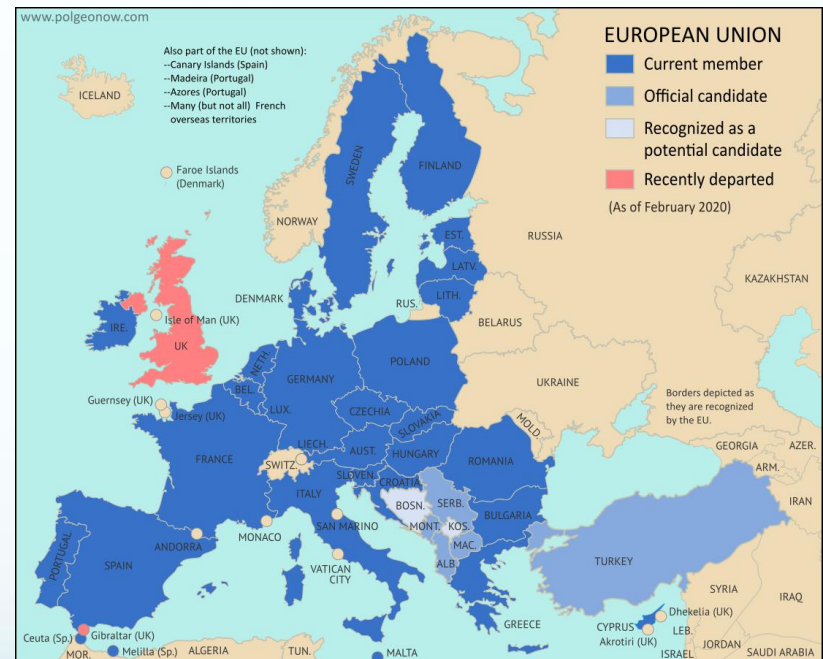 www.polgeonow.com
Also part of the EU (not shown):
--Canary Islands (Spain)
--Madeira (Portugal)
--Azores (Portugal)
--Many (but not all) French
overseas territories
EUROPEAN UNION
Current member
Official candidate
Recognized as a
potential candidate
Recently departed
(As of February 2020)
ICELAND
Faroe Islands
(Denmark)
SWEDEN
FINLAND
NORWAY
RUSSIA
EST.
LATV.
LITH.
RUS.
KAZAKHSTAN
DENMARK
BELARUS
IRE.
Isle of Man (UK)
UK
NETH.
BEL.
GERMANY
POLAND
UKRAINE
Guernsey (UK)
Jersey (UK)
LUX.
CZECHIA
SLOVAKIA
MOLD.
Borders depicted as
they are recognized
by the EU.
FRANCE
LIECH.
SWITZ.
AUST.
HUNGARY
ROMANIA
GEORGIA
AZER.
ARM.
SLOVEN.
CROATIA
ITALY
BOSN.
SERB.
IRAN
PORTUGAL
SPAIN
ANDORRA
MONACO
SAN MARINO
MONT.
KOS.
BULGARIA
MAC.
ALB.
VATICAN
CITY
TURKEY
SYRIA
IRAQ
GREECE
CYPRUS
Dhekelia (UK)
Akrotiri (UK)
LEB.
Ceuta (Sp.)
Gibraltar (UK)
MOR.
Melilla (Sp.)
ALGERIA
TUN.
MALTA
ISRAEL
JORDAN
SAUDI ARABIA